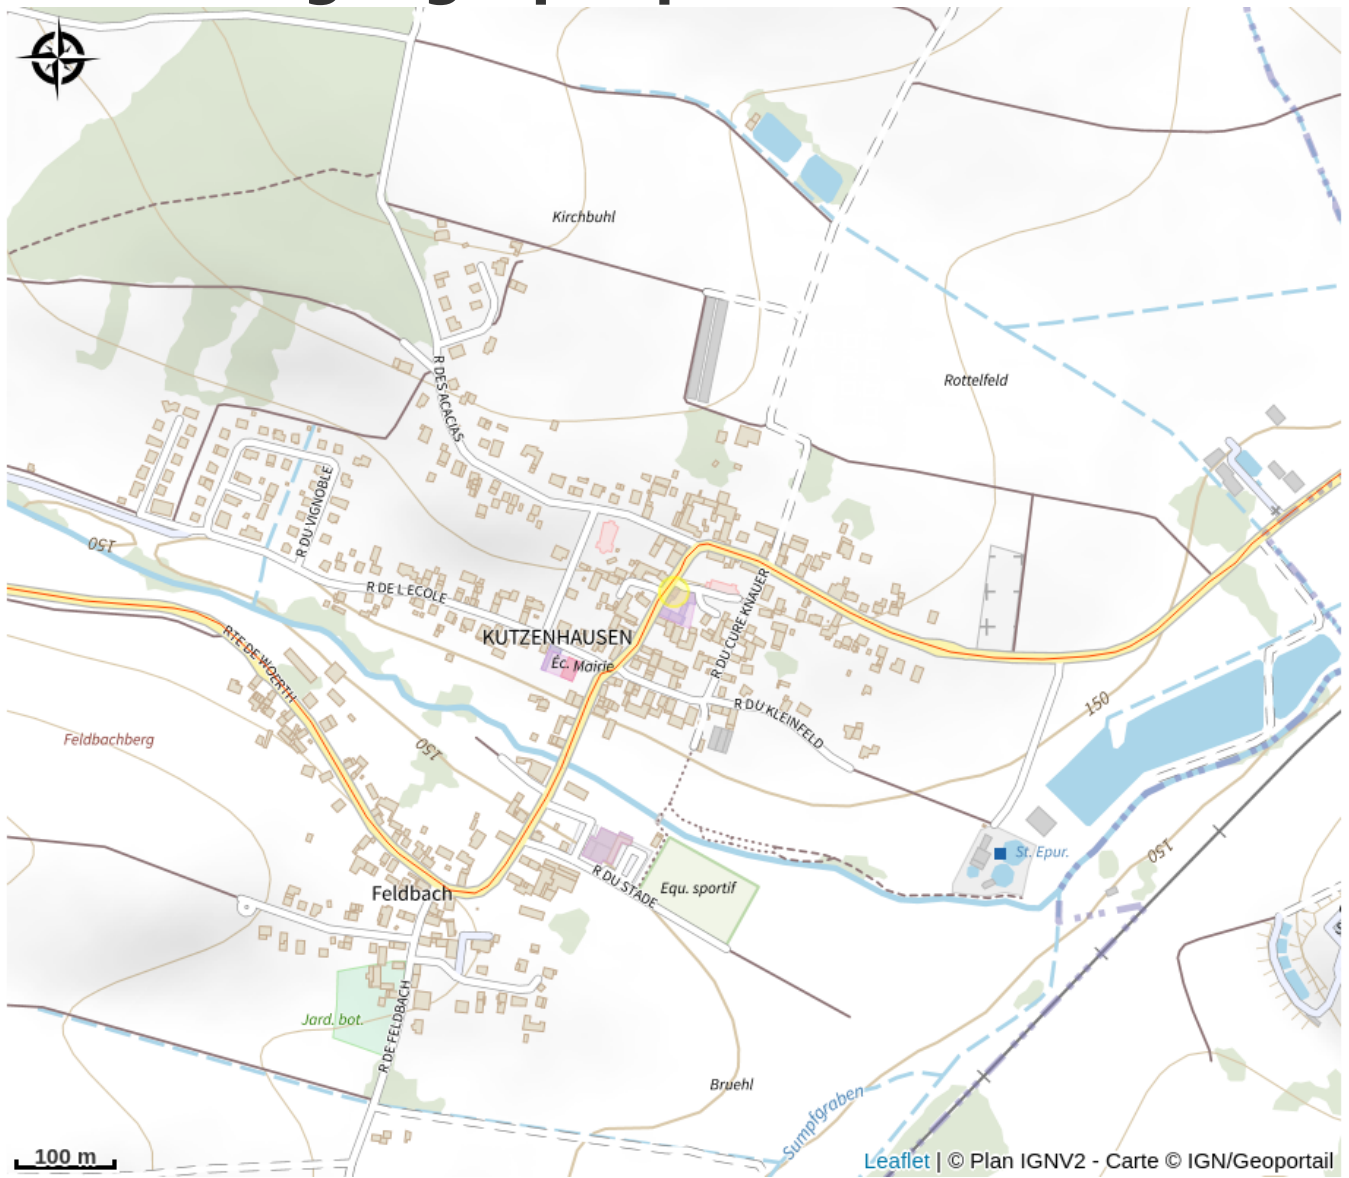 Kirchbuhl
Rottelfeld
R DES ACACIAS
R DU VIGNOBLE
150
R DE L ECOLE
KUTZENHAUSEN
Éc. Mairie
R DU CURE KNAUER
RTE DE WOERTH
R DU KLEINFELD
150
Feldbachberg
150
150
St. Epur.
R DU STADE
Equ. sportif
Feldbach
Jard. bot.
R DE FELDBACH
Bruehl
Sumpfgraben
100 m
Leaflet | © Plan IGNV2 - Carte © IGN/Geoportail